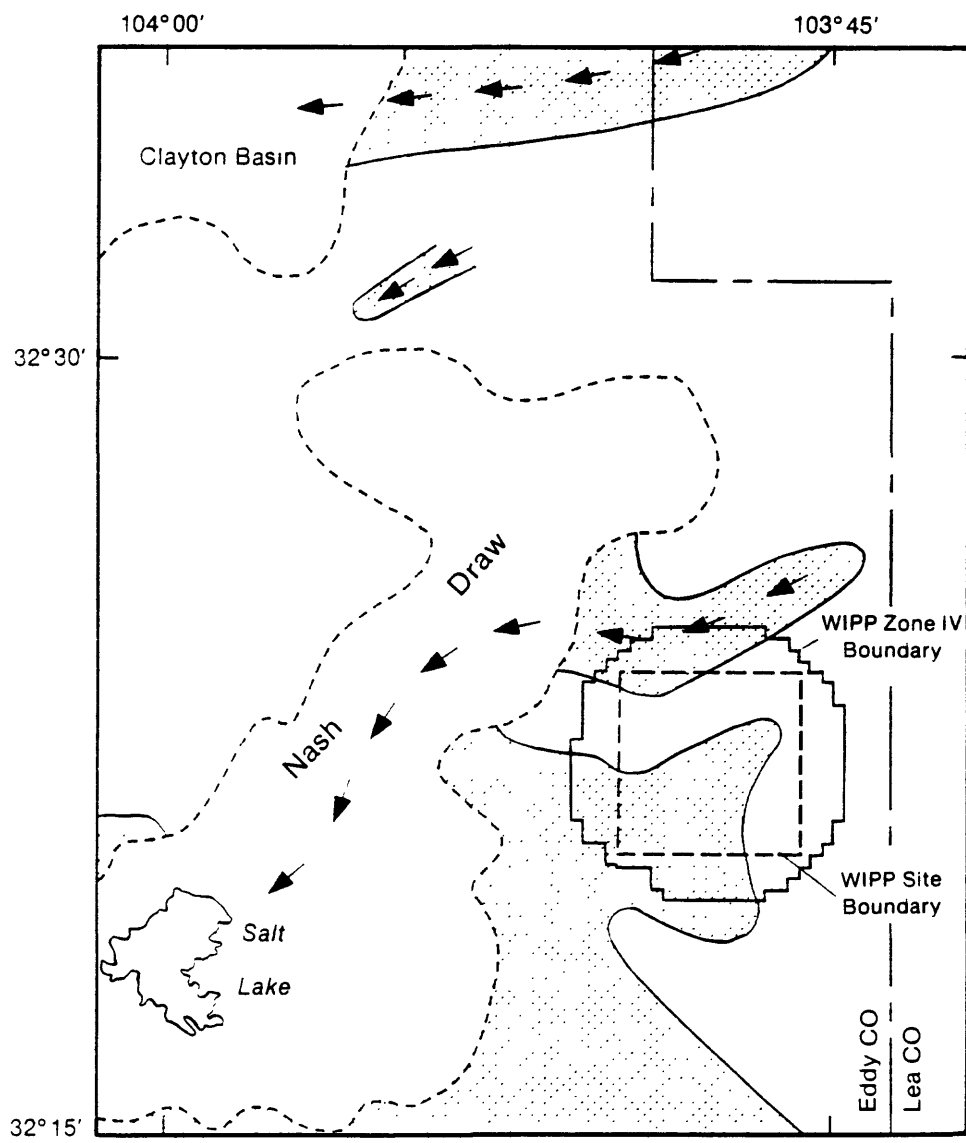 104°00'
103°45'
Clayton Basin
32°30'
Draw
WIPP Zone IV
Boundary
Nash
WIPP Site
Boundary
Salt
Lake
Eddy CO
Lea CO
32°15'